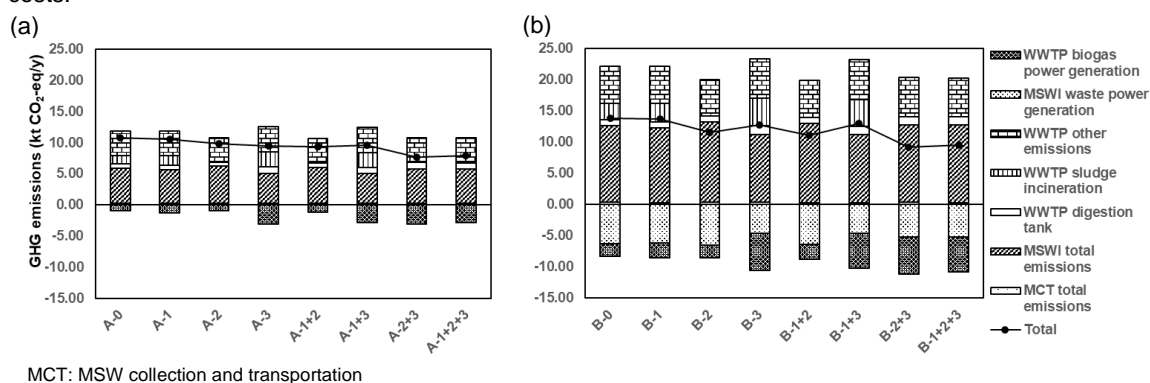 costs.
(a)
(b)
GHG emissions (kt CO₂-eq/y)
25.00
20.00
15.00
10.00
5.00
0.00
-5.00
-10.00
-15.00
A-0
A-1
A-2
A-3
A-1+2
A-1+3
A-2+3
A-1+2+3
25.00
20.00
15.00
10.00
5.00
0.00
-5.00
-10.00
-15.00
B-0
B-1
B-2
B-3
B-1+2
B-1+3
B-2+3
B-1+2+3
WWTP biogas
power generation
MSWI waste power
generation
WWTP other
emissions
WWTP sludge
incineration
WWTP digestion
tank
MSWI total
emissions
MCT total
emissions
Total
MCT: MSW collection and transportation